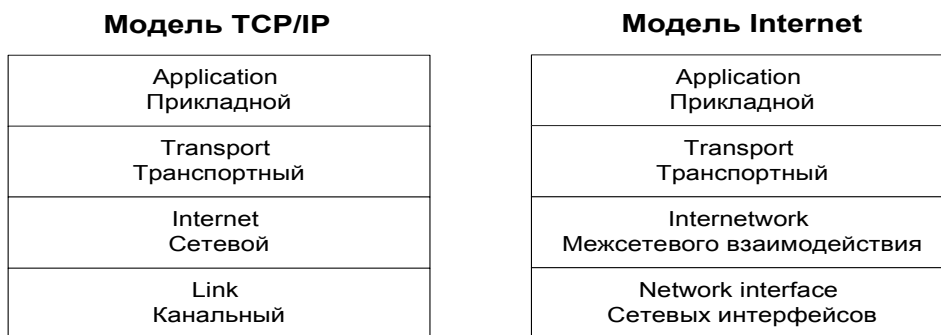 Модель TCP/IP
Application
Прикладной
Transport
Транспортный
Internet
Сетевой
Link
Канальный
Модель Internet
Application
Прикладной
Transport
Транспортный
Internetwork
Межсетевого взаимодействия
Network interface
Сетевых интерфейсов